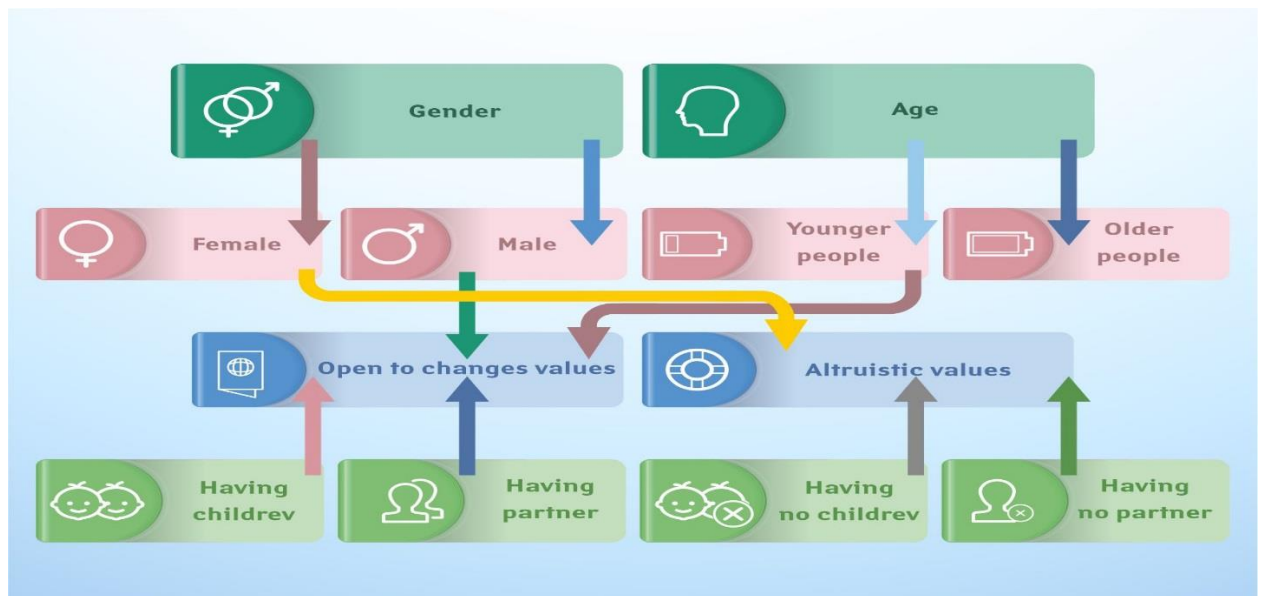 Gender
Age
Female
Male
Younger
people
Older
people
Open to changes values
Altruistic values
Having
childrev
Having
partner
Having
no childrev
Having
no partner